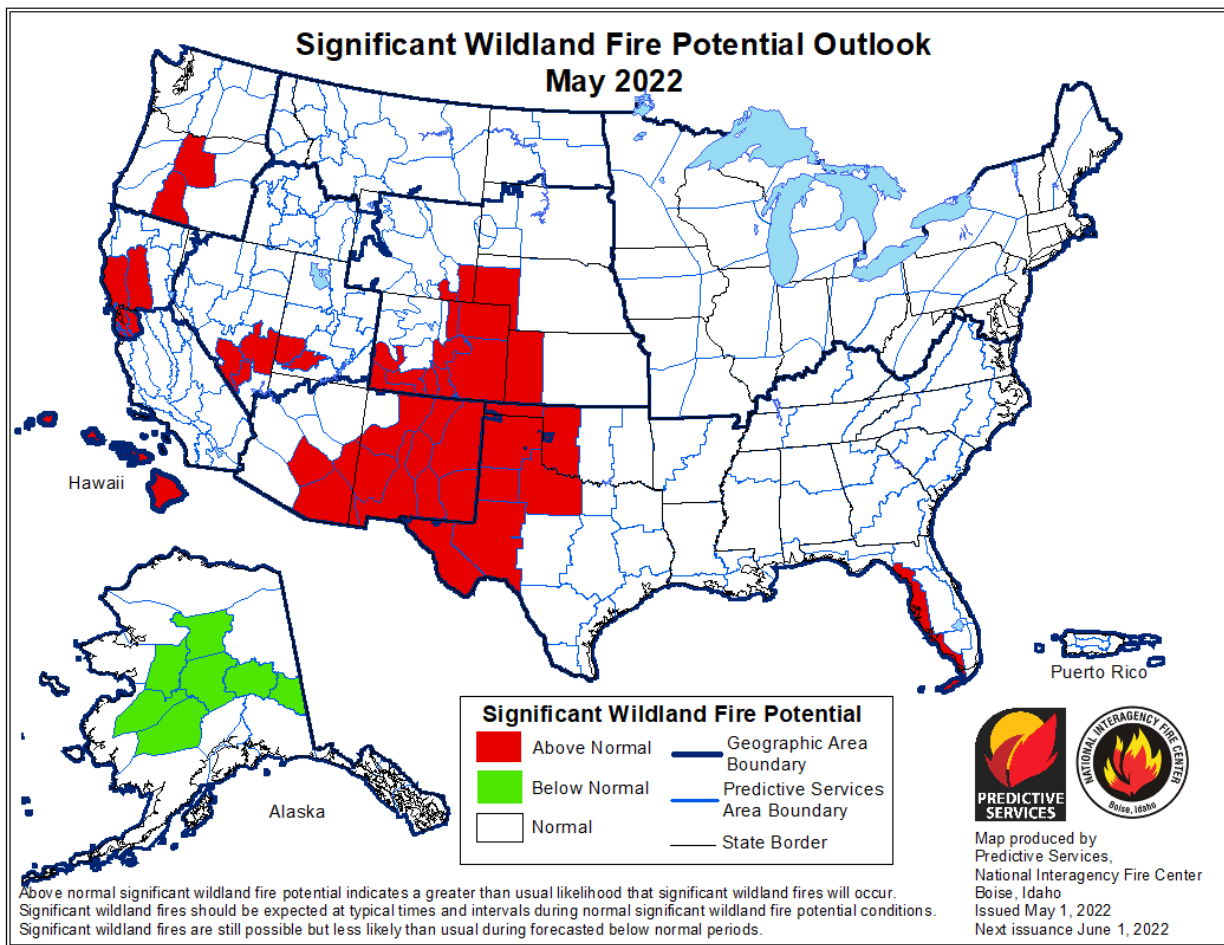 Significant Wildland Fire Potential Outlook
May 2022
Hawaii
Alaska
Puerto Rico
Significant Wildland Fire Potential
Above Normal
Below Normal
Normal
Geographic Area
Boundary
Predictive Services
Area Boundary
State Border
PREDICTIVE
SERVICES
NATIONAL INTERAGENCY FIRE CENTER
Boise, Idaho
Map produced by
Predictive Services,
National Interagency Fire Center
Boise, Idaho
Issued May 1, 2022
Next issuance June 1, 2022
Above normal significant wildland fire potential indicates a greater than usual likelihood that significant wildland fires will occur.
Significant wildland fires should be expected at typical times and intervals during normal significant wildland fire potential conditions.
Significant wildland fires are still possible but less likely than usual during forecasted below normal periods.